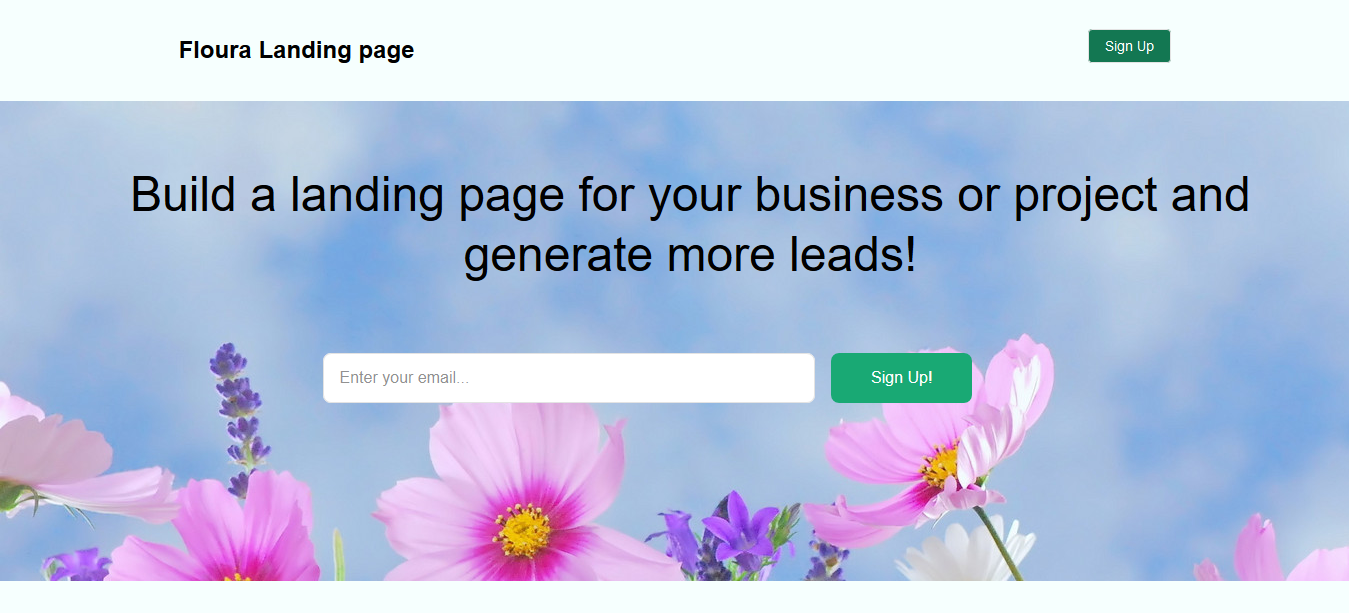 Floura Landing page
Sign Up
Build a landing page for your business or project and
generate more leads!
Enter your email...
Sign Up!